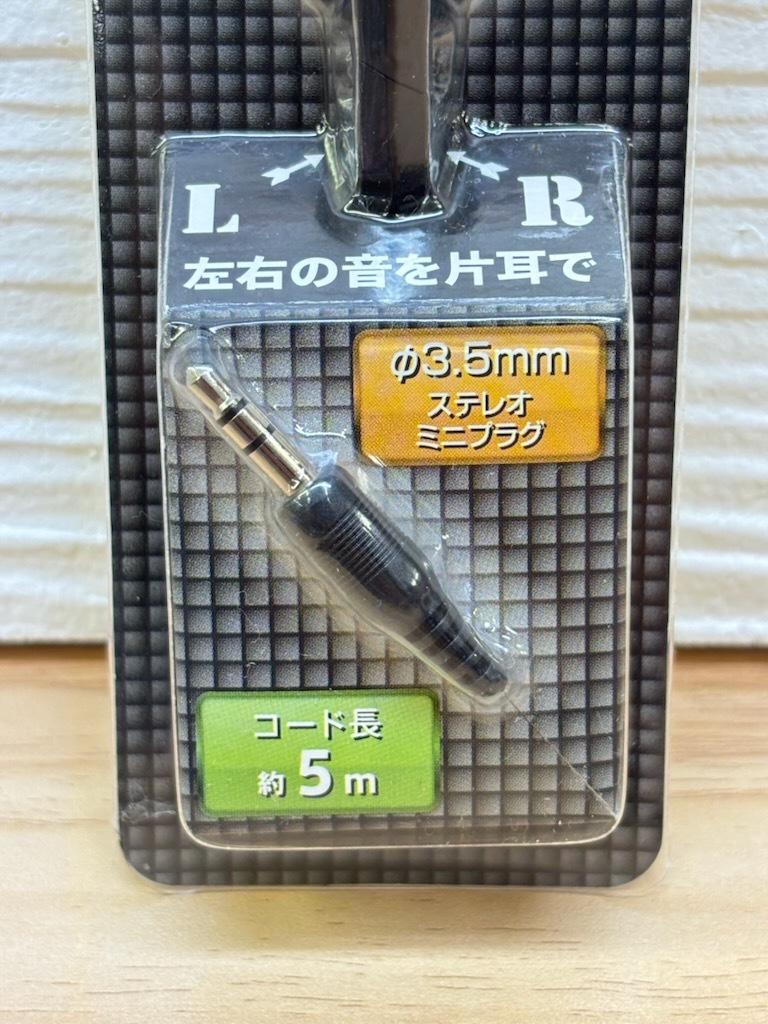 L R
左右の音を片耳で
φ3.5mm
ステレオ
ミニプラグ
コード長
約5m